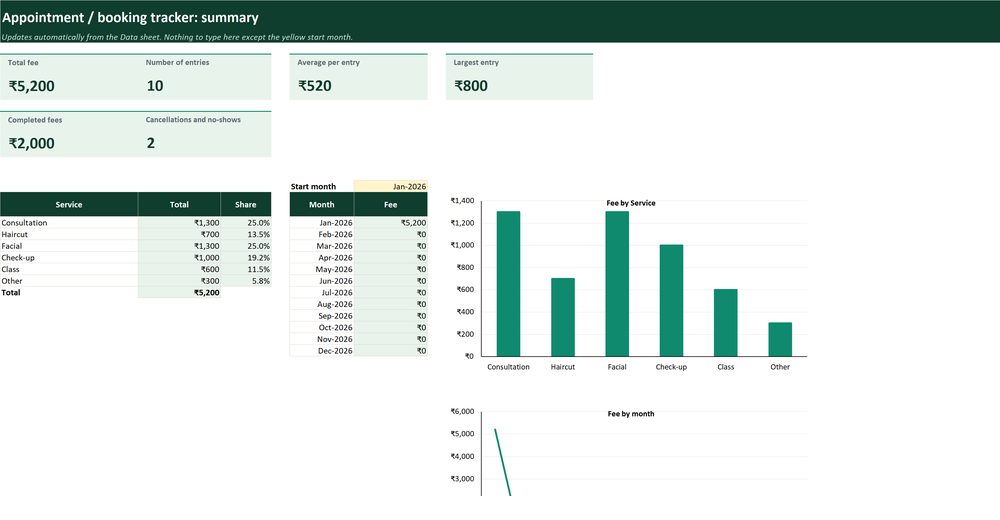 Appointment / booking tracker: summary
Updates automatically from the Data sheet. Nothing to type here except the yellow start month.
Total fee Number of entries Average per entry Largest entry
₹5,200 10 ₹520 ₹800
Completed fees Cancellations and no-shows
₹2,000 2
Start month Jan-2026
Service Total Share
Consultation ₹1,300 25.0%
Haircut ₹700 13.5%
Facial ₹1,300 25.0%
Check-up ₹1,000 19.2%
Class ₹600 11.5%
Other ₹300 5.8%
Total ₹5,200
Month Fee
Jan-2026 ₹5,200
Feb-2026 ₹0
Mar-2026 ₹0
Apr-2026 ₹0
May-2026 ₹0
Jun-2026 ₹0
Jul-2026 ₹0
Aug-2026 ₹0
Sep-2026 ₹0
Oct-2026 ₹0
Nov-2026 ₹0
Dec-2026 ₹0
Fee by Service
₹1,400
₹1,200
₹1,000
₹800
₹600
₹400
₹200
₹0
Consultation Haircut Facial Check-up Class Other
Fee by month
₹6,000
₹5,000
₹4,000
₹3,000